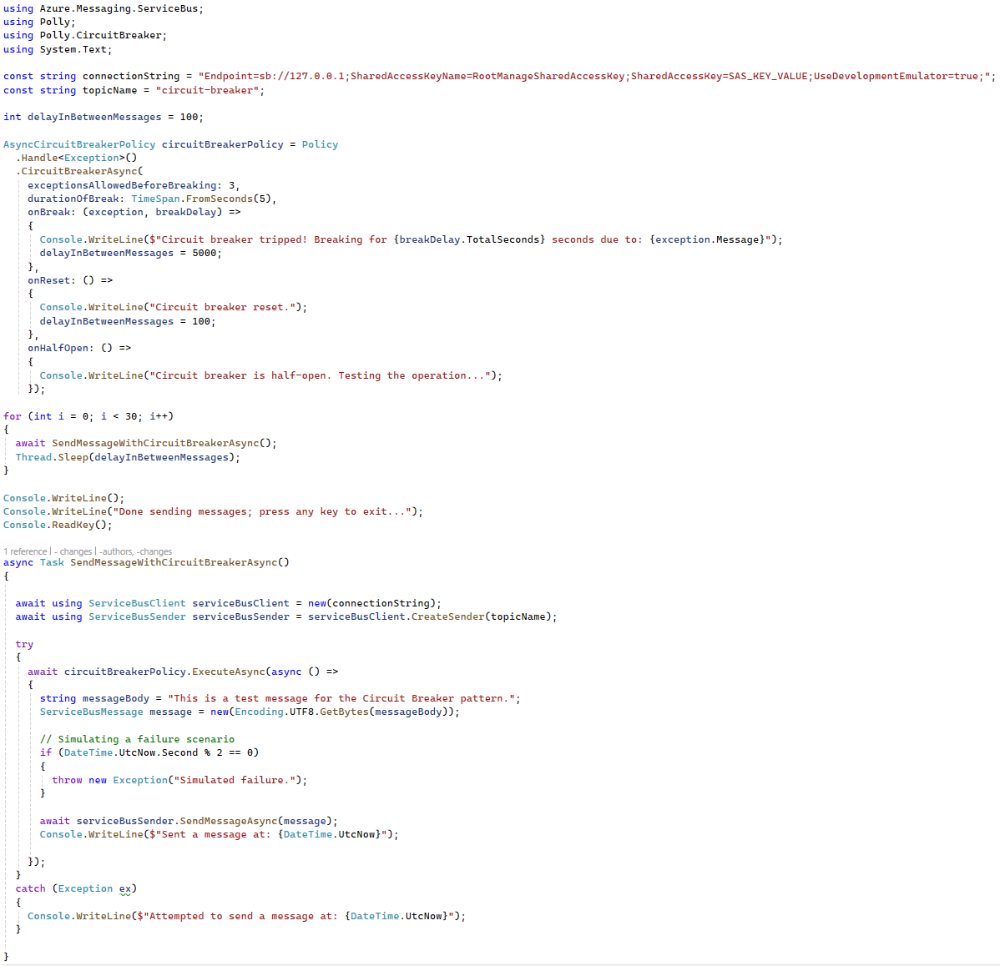 using Azure.Messaging.ServiceBus;
using Polly;
using Polly.CircuitBreaker;
using System.Text;

const string connectionString = "Endpoint=sb://127.0.0.1;SharedAccessKeyName=RootManageSharedAccessKey;SharedAccessKey=SAS_KEY_VALUE;UseDevelopmentEmulator=true;";
const string topicName = "circuit-breaker";

int delayInBetweenMessages = 100;

AsyncCircuitBreakerPolicy circuitBreakerPolicy = Policy
  .Handle<Exception>()
  .CircuitBreakerAsync(
    exceptionsAllowedBeforeBreaking: 3,
    durationOfBreak: TimeSpan.FromSeconds(5),
    onBreak: (exception, breakDelay) =>
    {
      Console.WriteLine($"Circuit breaker tripped! Breaking for {breakDelay.TotalSeconds} seconds due to: {exception.Message}");
      delayInBetweenMessages = 5000;
    },
    onReset: () =>
    {
      Console.WriteLine("Circuit breaker reset.");
      delayInBetweenMessages = 100;
    },
    onHalfOpen: () =>
    {
      Console.WriteLine("Circuit breaker is half-open. Testing the operation...");
    });

for (int i = 0; i < 30; i++)
{
  await SendMessageWithCircuitBreakerAsync();
  Thread.Sleep(delayInBetweenMessages);
}

Console.WriteLine();
Console.WriteLine("Done sending messages; press any key to exit...");
Console.ReadKey();

1 reference | - changes | -authors, -changes
async Task SendMessageWithCircuitBreakerAsync()
{

  await using ServiceBusClient serviceBusClient = new(connectionString);
  await using ServiceBusSender serviceBusSender = serviceBusClient.CreateSender(topicName);

  try
  {
    await circuitBreakerPolicy.ExecuteAsync(async () =>
    {
      string messageBody = "This is a test message for the Circuit Breaker pattern.";
      ServiceBusMessage message = new(Encoding.UTF8.GetBytes(messageBody));

      // Simulating a failure scenario
      if (DateTime.UtcNow.Second % 2 == 0)
      {
        throw new Exception("Simulated failure.");
      }

      await serviceBusSender.SendMessageAsync(message);
      Console.WriteLine($"Sent a message at: {DateTime.UtcNow}");

    });
  }
  catch (Exception ex)
  {
    Console.WriteLine($"Attempted to send a message at: {DateTime.UtcNow}");
  }

}